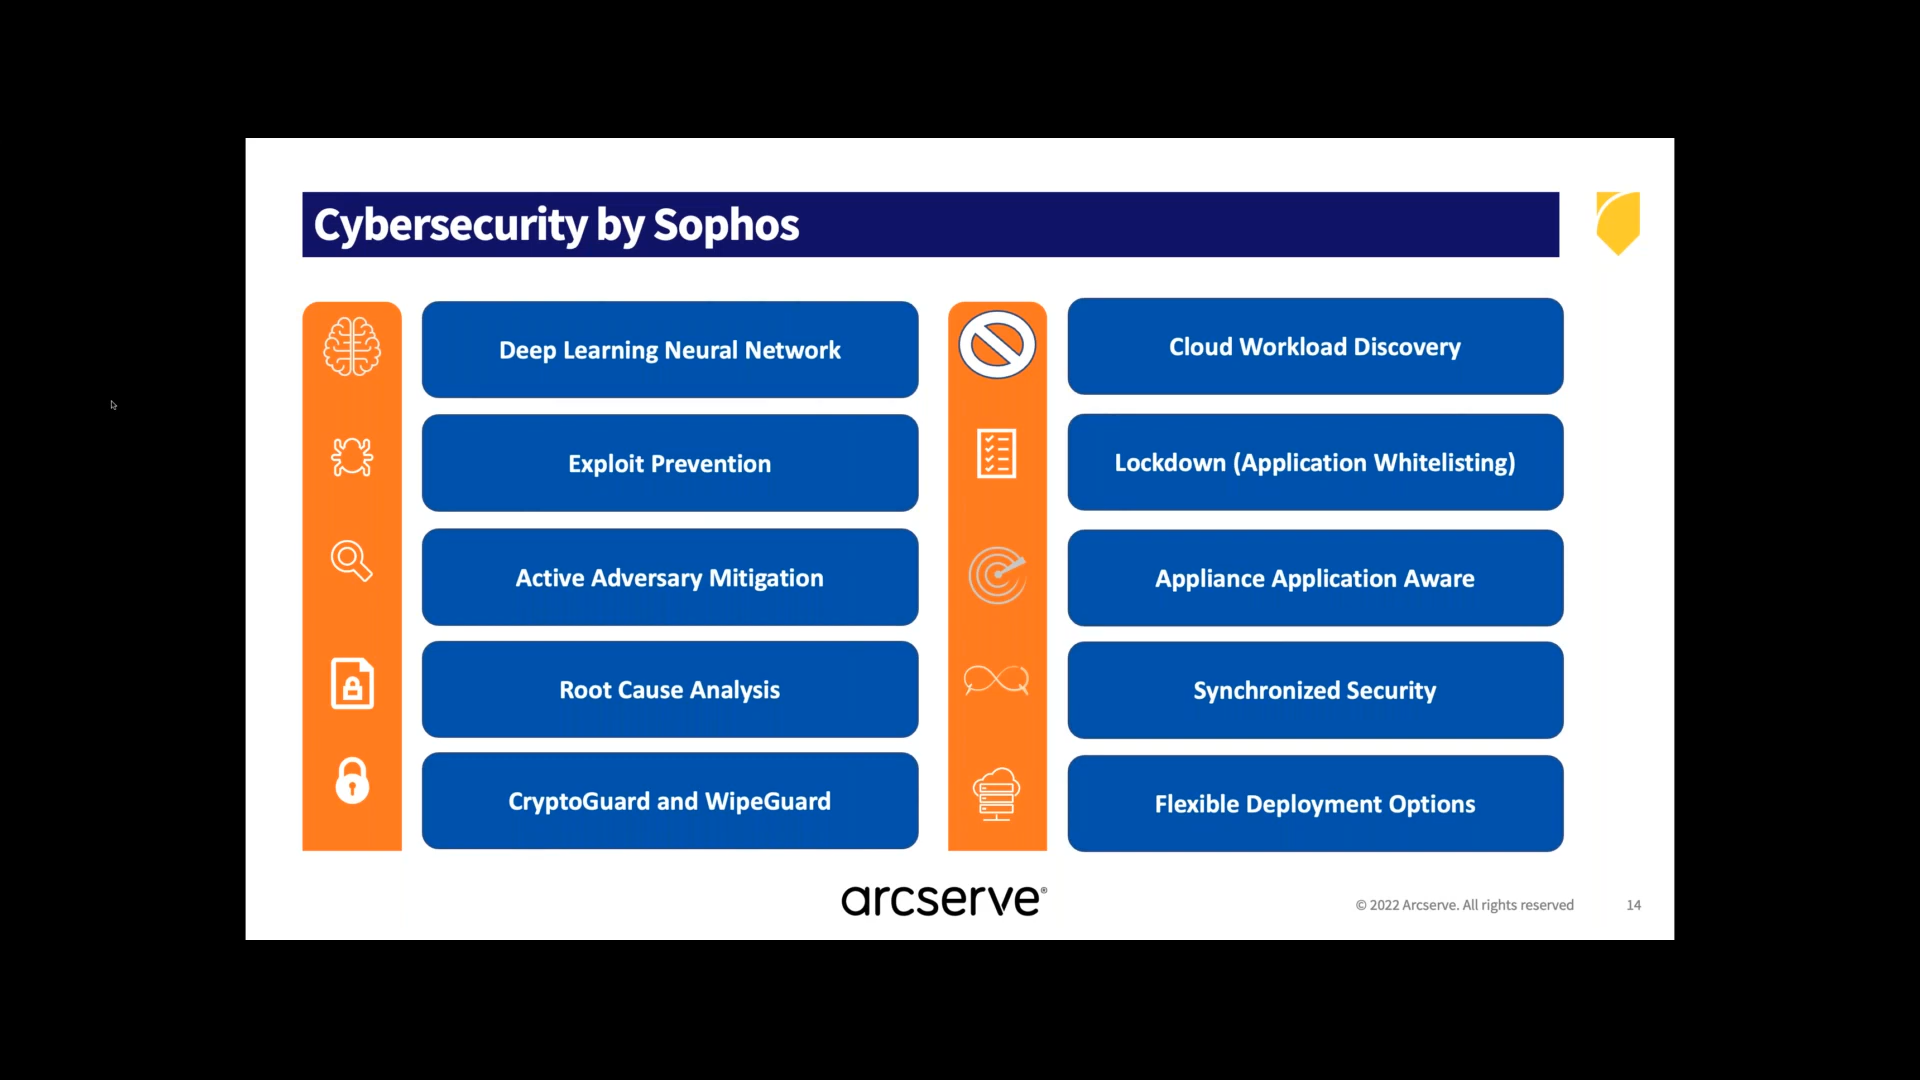 Cybersecurity by Sophos
Deep Learning Neural Network
Exploit Prevention
Active Adversary Mitigation
Root Cause Analysis
CryptoGuard and WipeGuard
Cloud Workload Discovery
Lockdown (Application Whitelisting)
Appliance Application Aware
Synchronized Security
Flexible Deployment Options
arcserve®
© 2022 Arcserve. All rights reserved
14